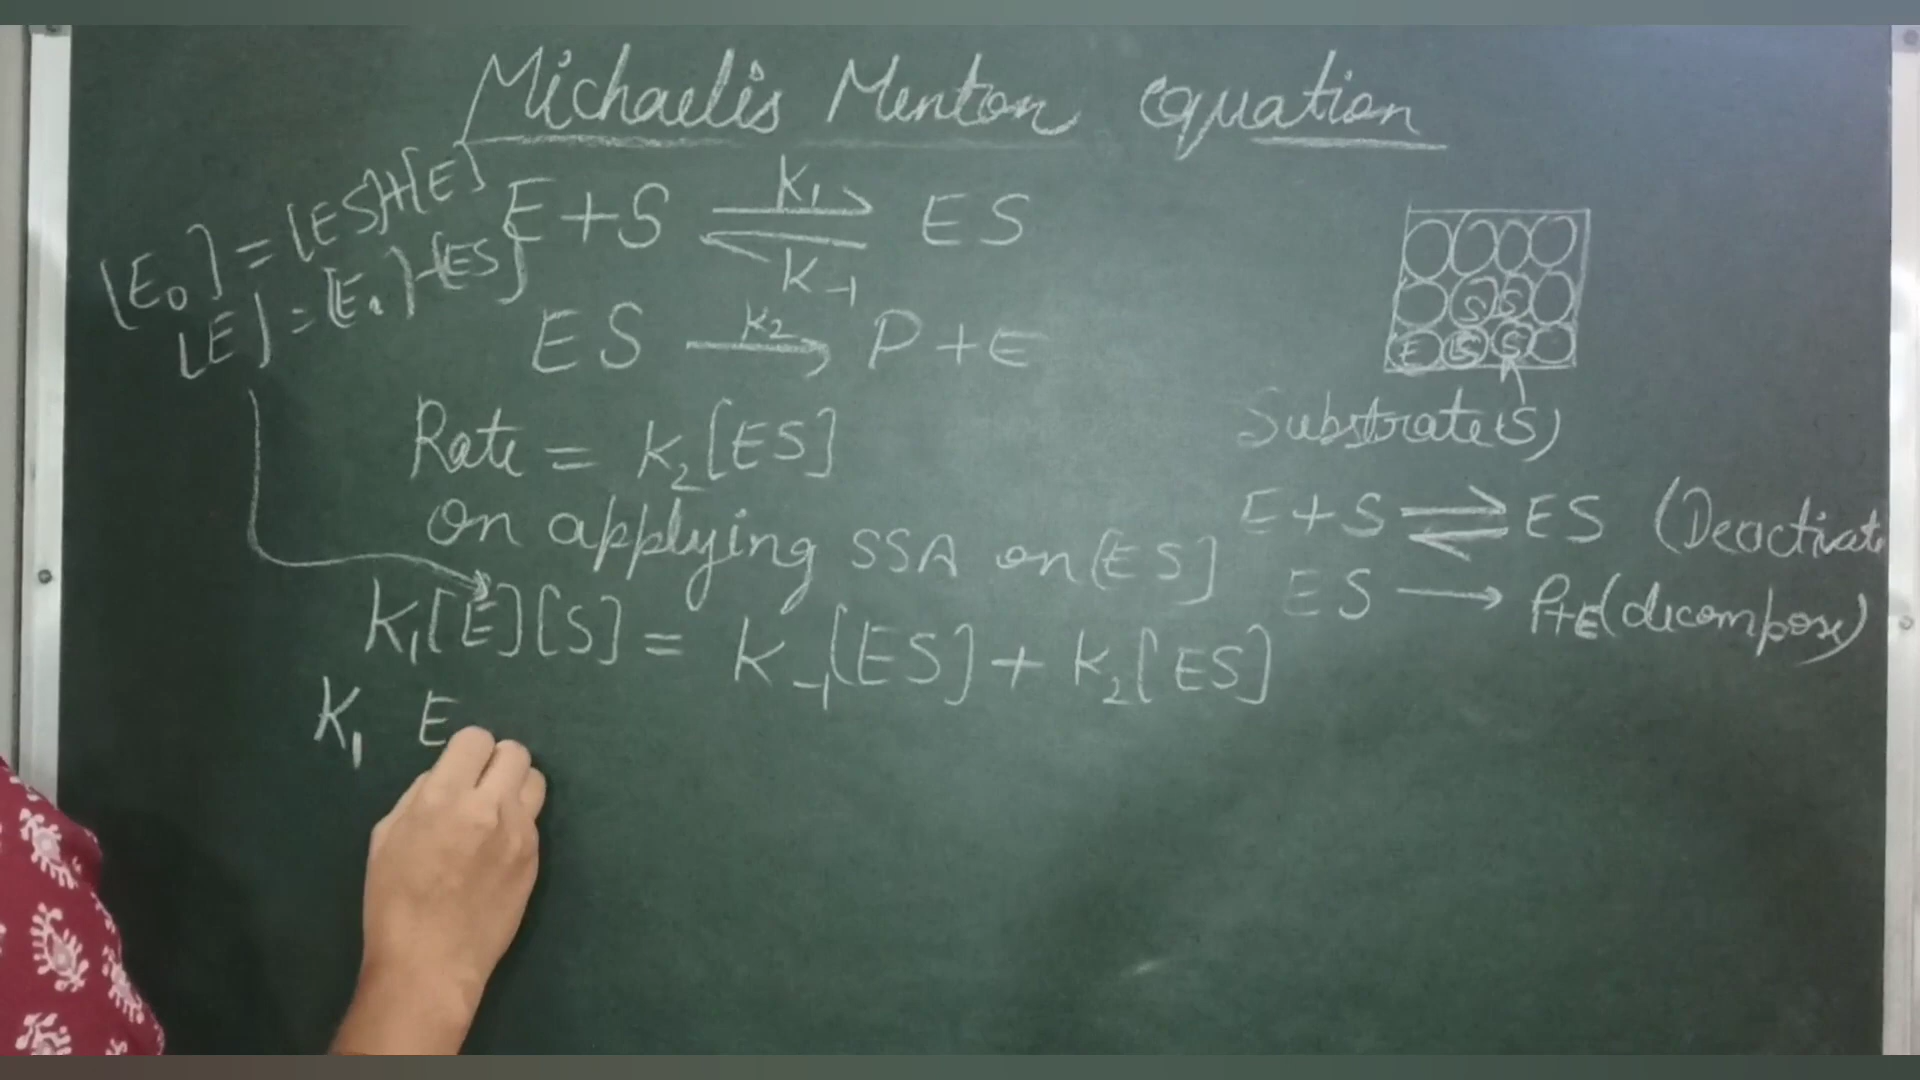 Michaelis Menton equation
[E₀] = [ES]+[E]
[E] = [E₀]-[ES]
E+S ⇌ ES
K₁
K₋₁
ES → P+E
K₂
Rate = K₂[ES]
On applying SSA on [ES]
K₁[E][S] = K₋₁[ES] + K₂[ES]
K₁ E
E S S S S
Substrate(S)
E+S ⇌ ES (Deactivate
ES → P+E (decompose)